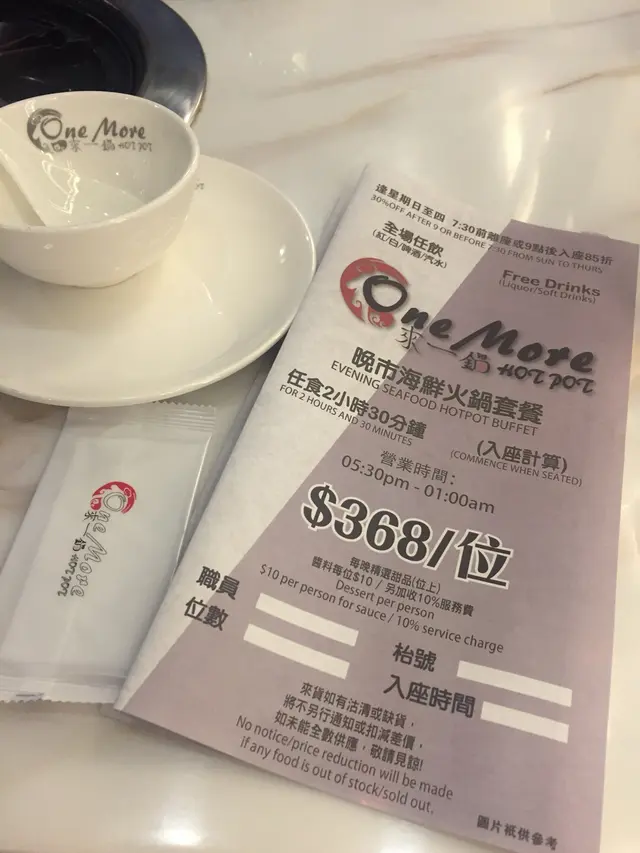 One More
來一鍋 HOT POT
逢星期日至四 7:30前離座或9點後入座85折
30%OFF AFTER 9 OR BEFORE 7:30 FROM SUN TO THURS
全場任飲
(紅/白/啤酒/汽水)
Free Drinks
(Liquor/Soft Drinks)
One More
來一鍋 HOT POT
晚市海鮮火鍋套餐
EVENING SEAFOOD HOTPOT BUFFET
任食2小時30分鐘
FOR 2 HOURS AND 30 MINUTES
(入座計算)
(COMMENCE WHEN SEATED)
營業時間:
05:30pm - 01:00am
$368/位
每晚精選甜品(位上)
醬料每位$10 / 另加收10%服務費
Dessert per person
$10 per person for sauce / 10% service charge
職員
位數
枱號
入座時間
來貨如有沽清或缺貨,
將不另行通知或扣減差價,
如未能全數供應,敬請見諒!
No notice/price reduction will be made
if any food is out of stock/sold out.
圖片祇供參考
One More
來一鍋 HOT POT